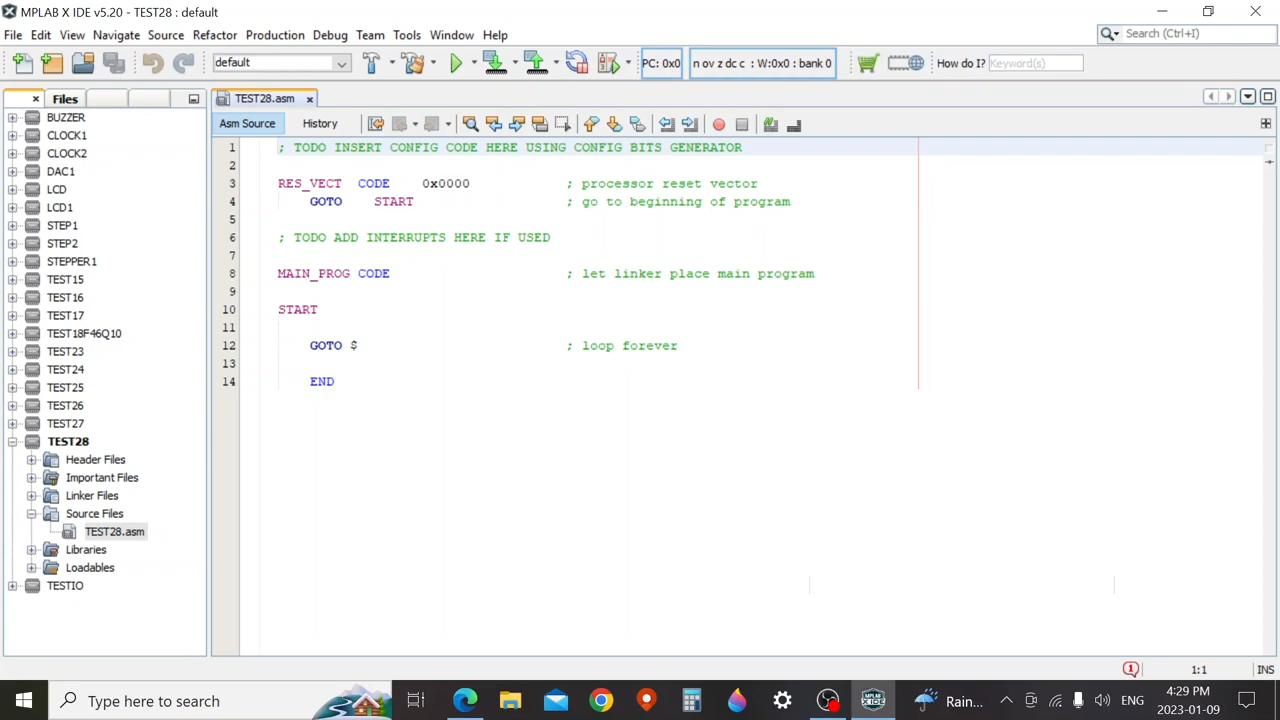 MPLAB X IDE v5.20 - TEST28 : default
File Edit View Navigate Source Refactor Production Debug Team Tools Window Help
Search (Ctrl+I)
default
PC: 0x0
n ov z dc c : W:0x0 : bank 0
How do I?
Keyword(s)
Files
TEST28.asm
Asm Source
History
BUZZER
CLOCK1
CLOCK2
DAC1
LCD
LCD1
STEP1
STEP2
STEPPER1
TEST15
TEST16
TEST17
TEST18F46Q10
TEST23
TEST24
TEST25
TEST26
TEST27
TEST28
Header Files
Important Files
Linker Files
Source Files
TEST28.asm
Libraries
Loadables
TESTIO
1 ; TODO INSERT CONFIG CODE HERE USING CONFIG BITS GENERATOR
2
3 RES_VECT CODE 0x0000 ; processor reset vector
4 GOTO START ; go to beginning of program
5
6 ; TODO ADD INTERRUPTS HERE IF USED
7
8 MAIN_PROG CODE ; let linker place main program
9
10 START
11
12 GOTO $ ; loop forever
13
14 END
1
1:1
INS
Type here to search
Rain...
ENG
4:29 PM
2023-01-09